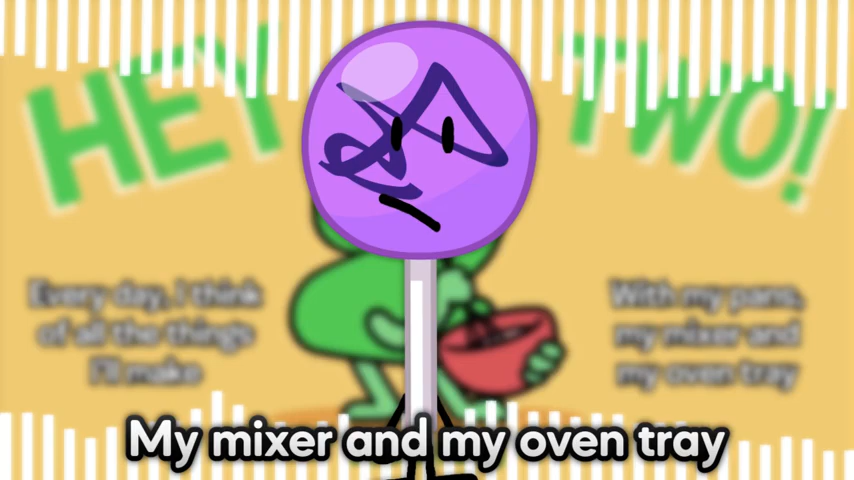 HEY TWO!
Every day, I think
of all the things
I'll make
With my pans,
my mixer and
my oven tray
My mixer and my oven tray